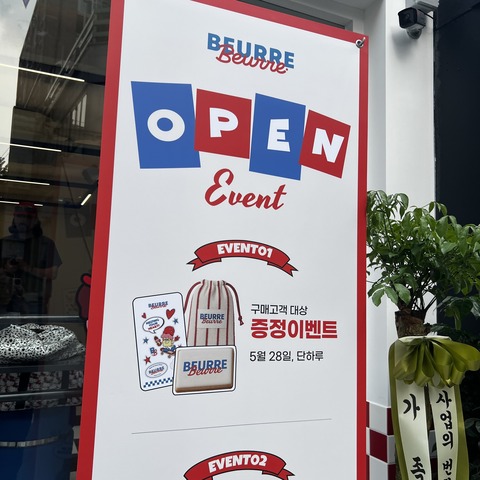 BEURRE
Beurre
OPEN
Event
EVENT01
구매고객 대상
증정이벤트
5월 28일, 단하루
BEURRE
Beurre
BEURRE
Beurre
BEURRE
EVENT02
사업의 번
가 족